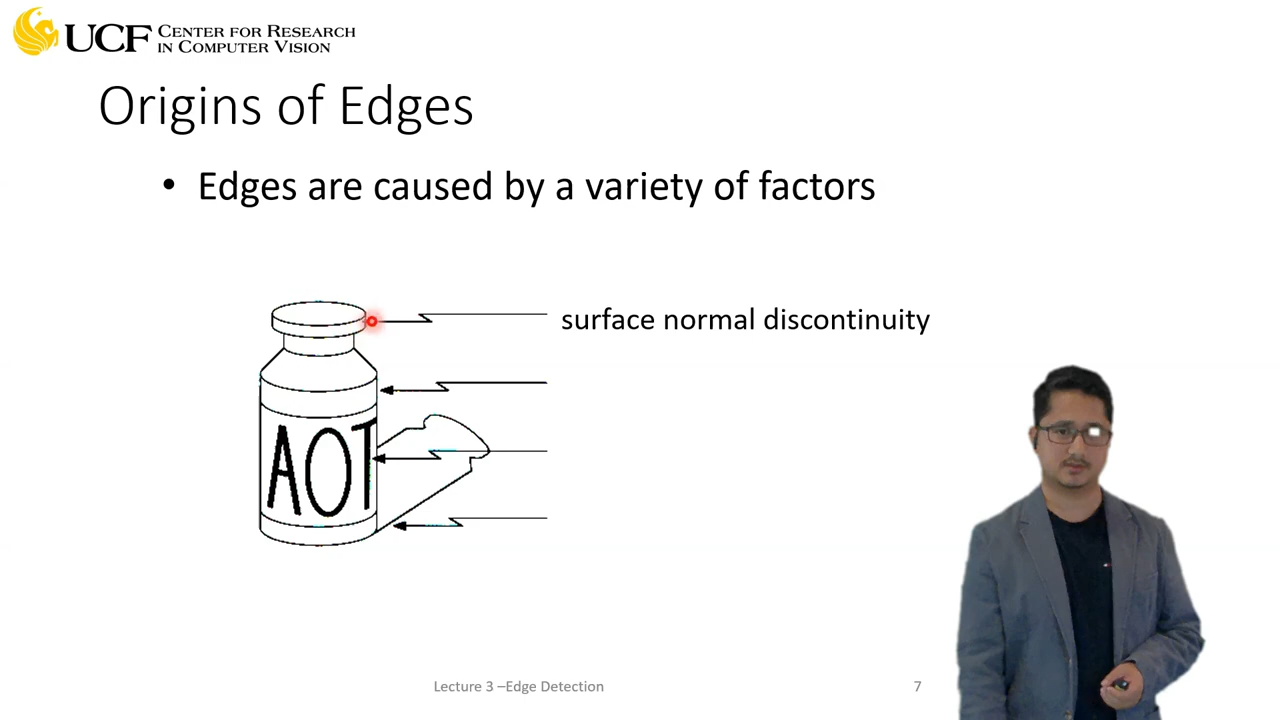 UCF CENTER FOR RESEARCH
IN COMPUTER VISION
Origins of Edges
• Edges are caused by a variety of factors
surface normal discontinuity
AOT
Lecture 3 –Edge Detection
7